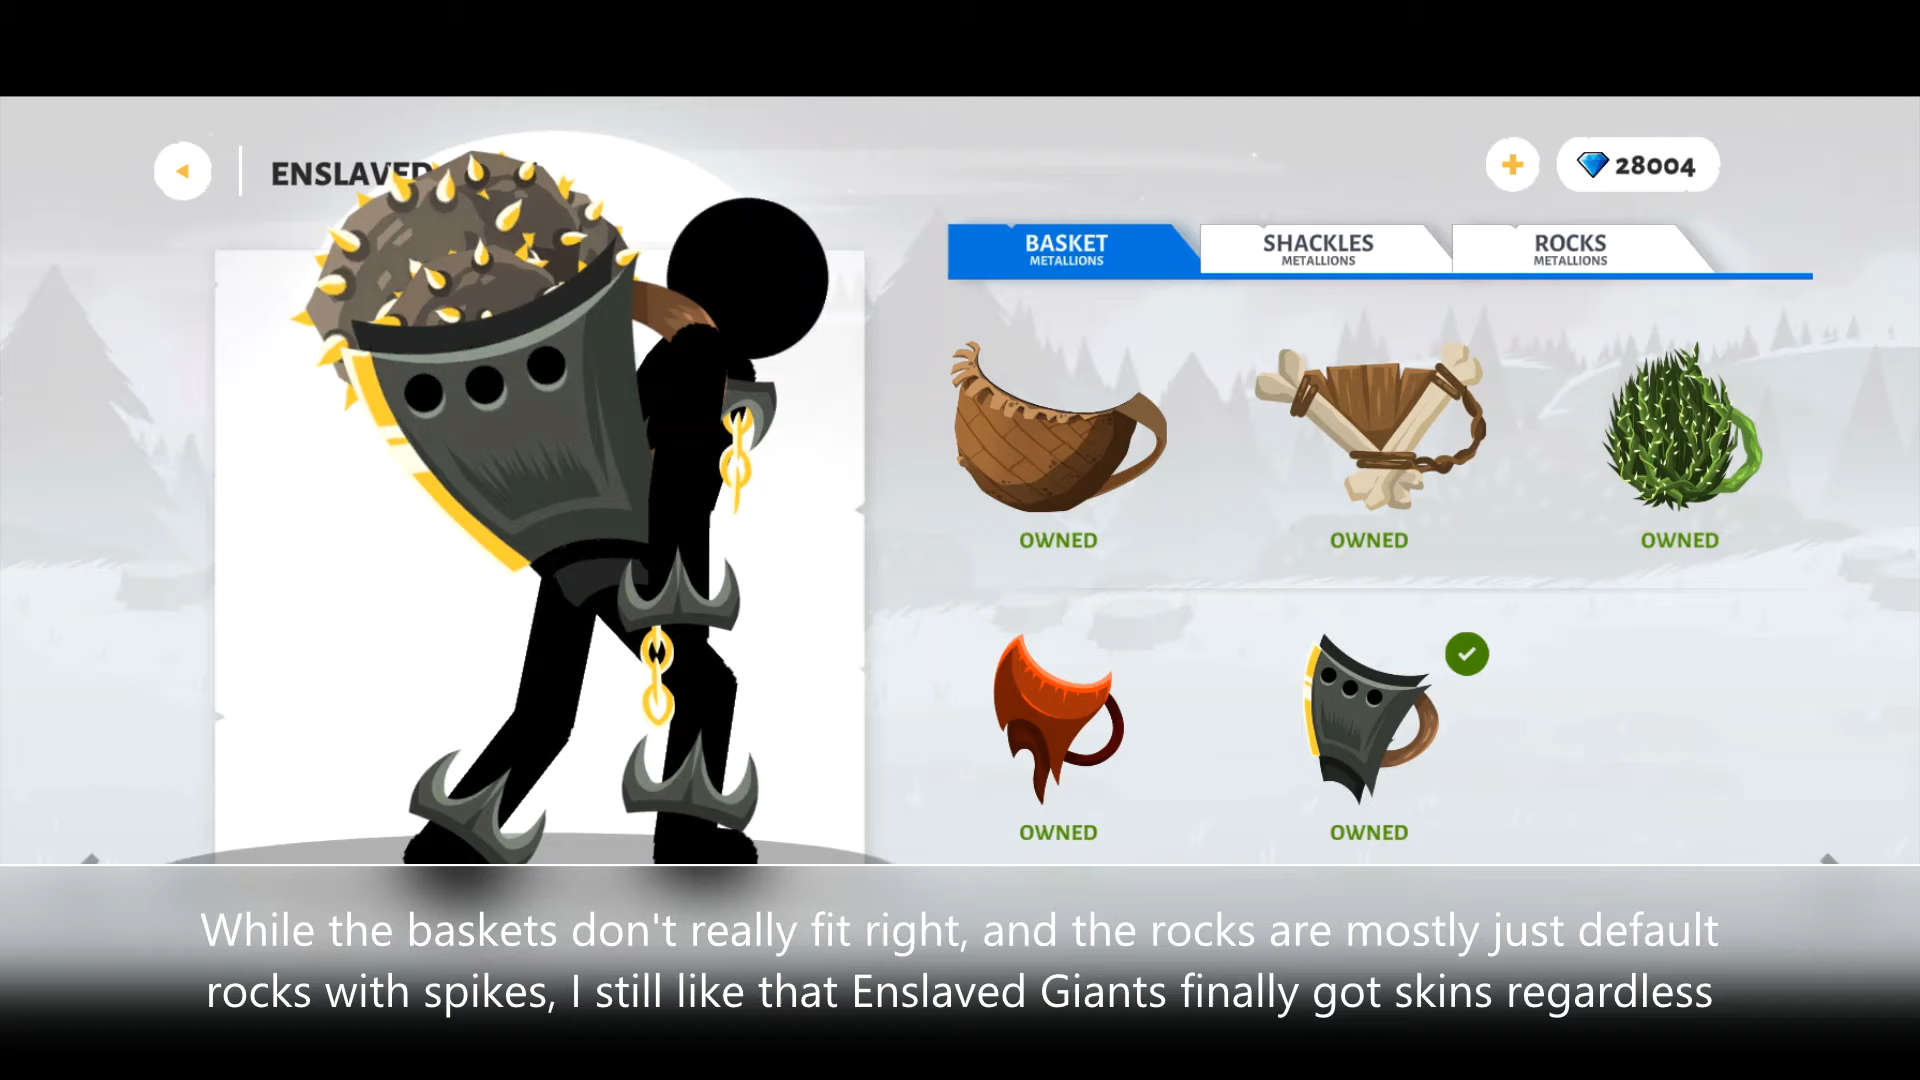 ENSLAVED
28004
BASKET
METALLIONS
SHACKLES
METALLIONS
ROCKS
METALLIONS
OWNED
OWNED
OWNED
OWNED
OWNED
While the baskets don't really fit right, and the rocks are mostly just default
rocks with spikes, I still like that Enslaved Giants finally got skins regardless